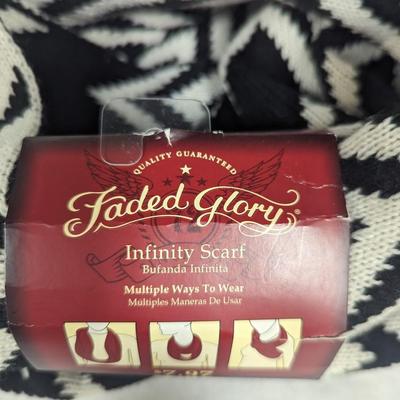 QUALITY GUARANTEED
Faded Glory®
Infinity Scarf
Bufanda Infinita
Multiple Ways To Wear
Múltiples Maneras De Usar